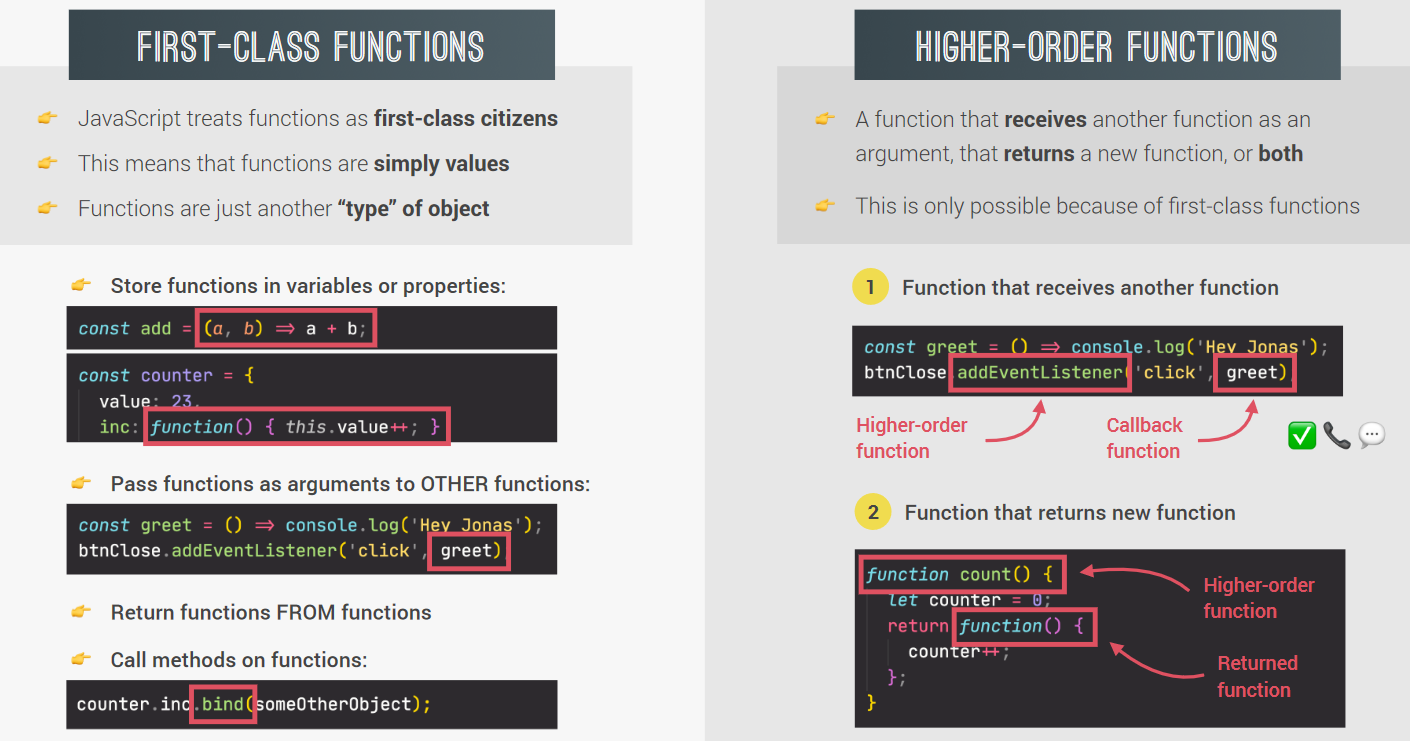 FIRST-CLASS FUNCTIONS
JavaScript treats functions as first-class citizens
This means that functions are simply values
Functions are just another “type” of object
Store functions in variables or properties:
const add = (a, b) => a + b;
const counter = {
value: 23,
inc: function() { this.value++; }
Pass functions as arguments to OTHER functions:
const greet = () => console.log('Hey Jonas');
btnClose.addEventListener('click', greet)
Return functions FROM functions
Call methods on functions:
counter.inc.bind(someOtherObject);
HIGHER-ORDER FUNCTIONS
A function that receives another function as an
argument, that returns a new function, or both
This is only possible because of first-class functions
1 Function that receives another function
const greet = () => console.log('Hey Jonas');
btnClose.addEventListener('click', greet)
Higher-order
function
Callback
function
2 Function that returns new function
function count() {
let counter = 0;
return function() {
counter++;
};
}
Higher-order
function
Returned
function